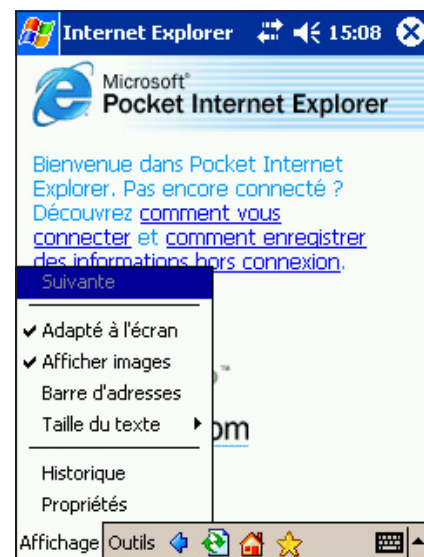 Internet Explorer 15:08
Microsoft®
Pocket Internet Explorer
Bienvenue dans Pocket Internet
Explorer. Pas encore connecté ?
Découvrez comment vous
connecter et comment enregistrer
des informations hors connexion.
Suivante
Adapté à l'écran
Afficher images
Barre d'adresses
Taille du texte
om
Historique
Propriétés
Affichage Outils